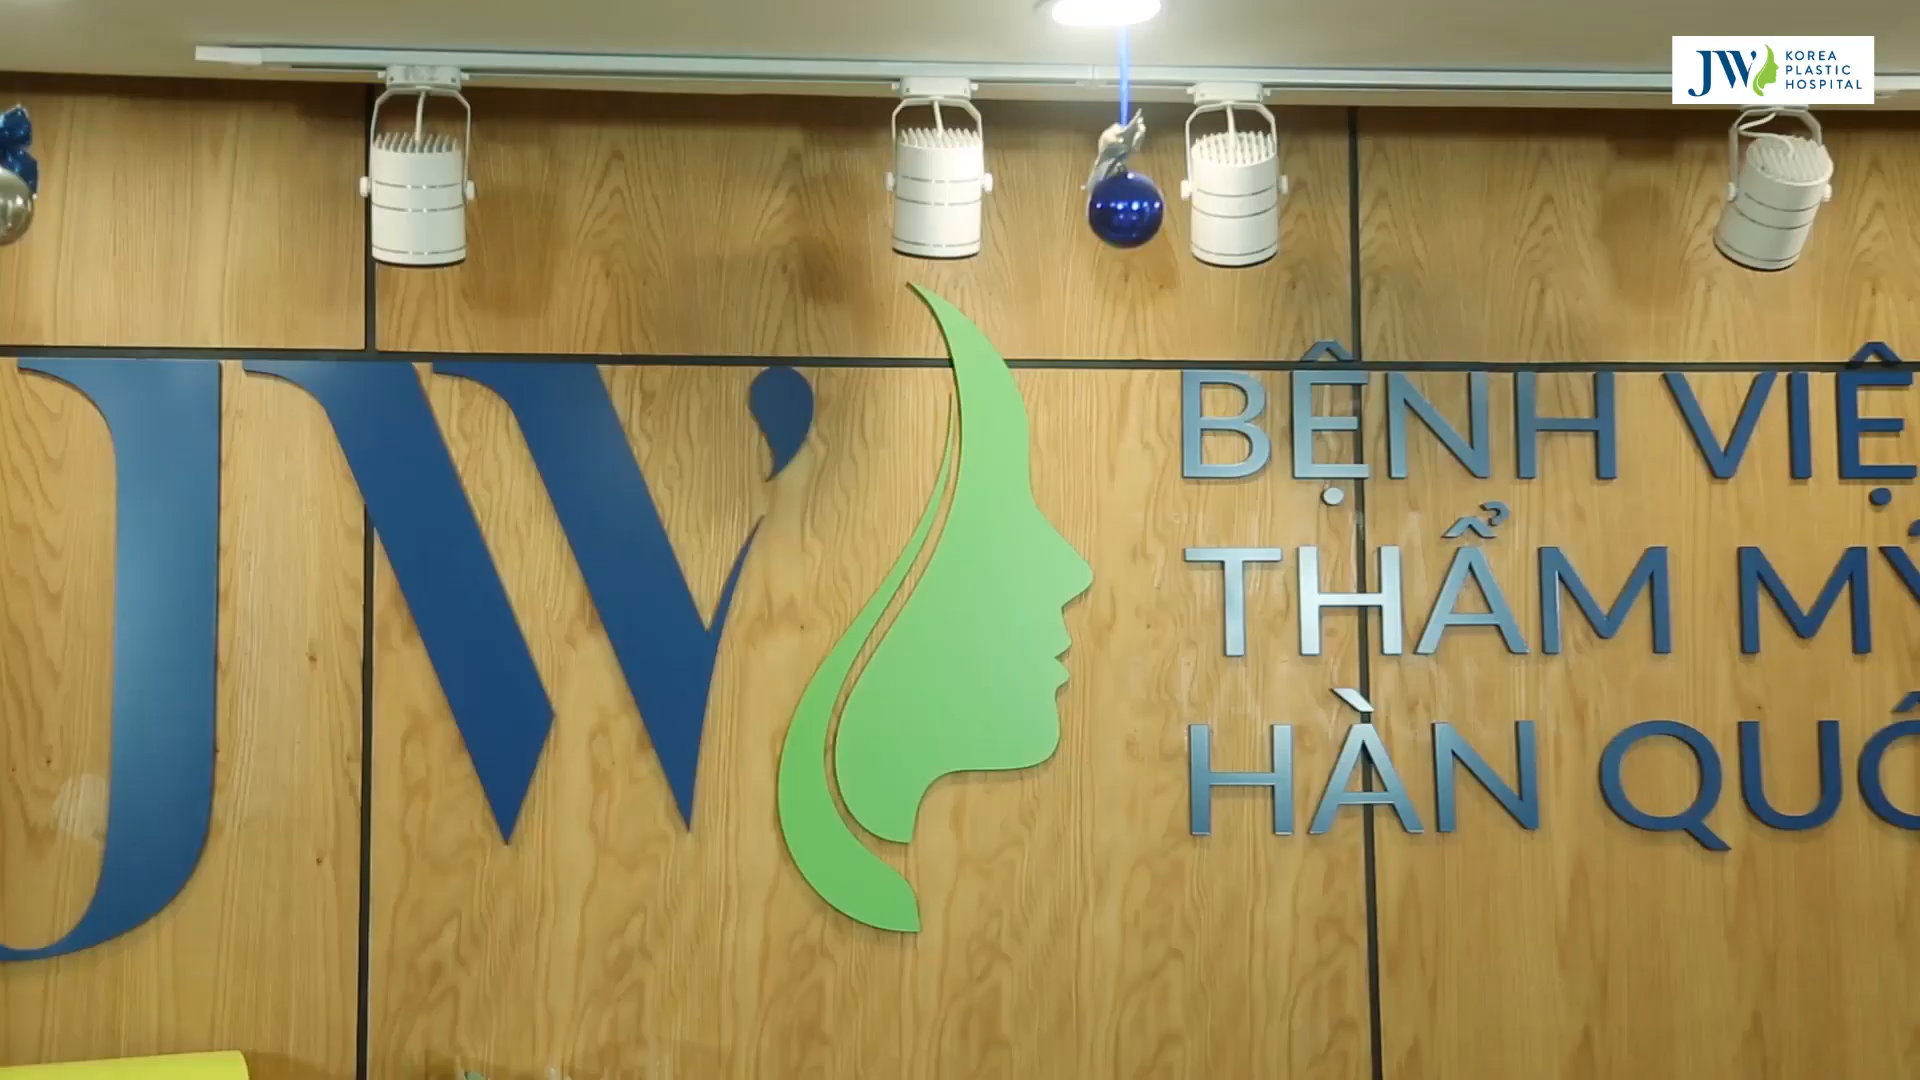 JW KOREA
PLASTIC
HOSPITAL
JW
BỆNH VIỆ
THẨM MỸ
HÀN QUỐ